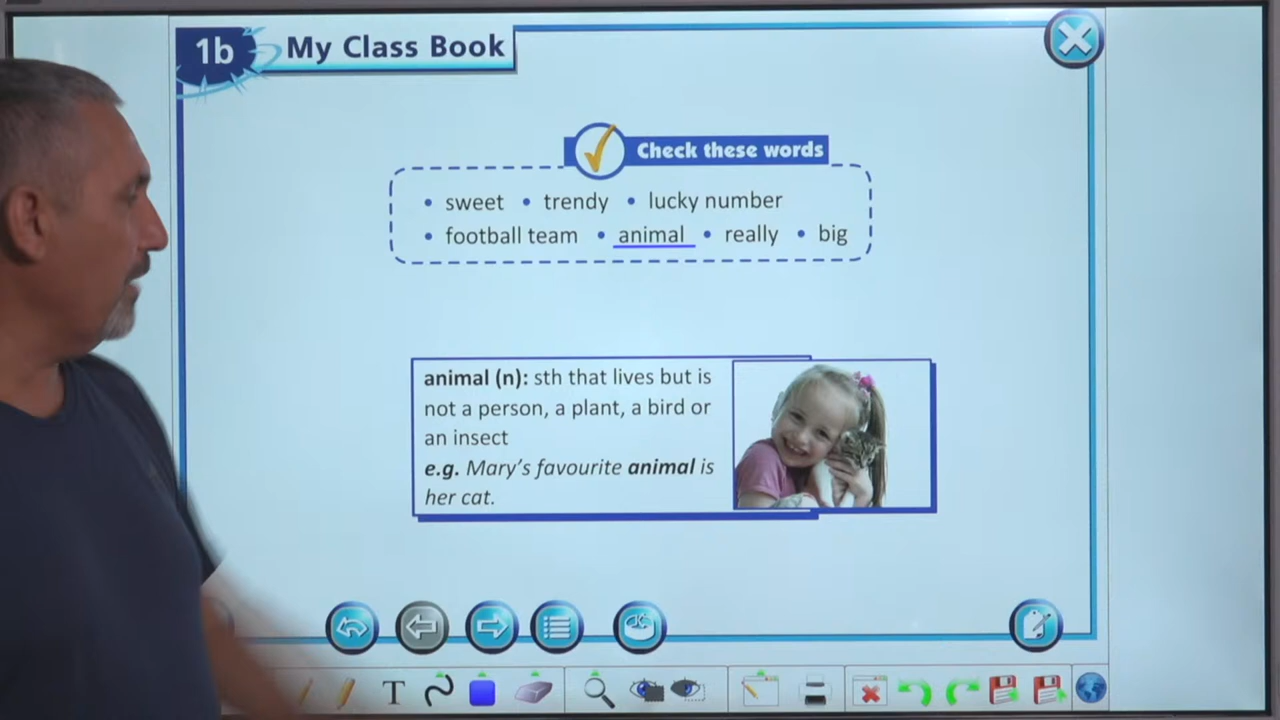 1b My Class Book
Check these words
• sweet • trendy • lucky number
• football team • animal • really • big
animal (n): sth that lives but is
not a person, a plant, a bird or
an insect
e.g. Mary's favourite animal is
her cat.
T